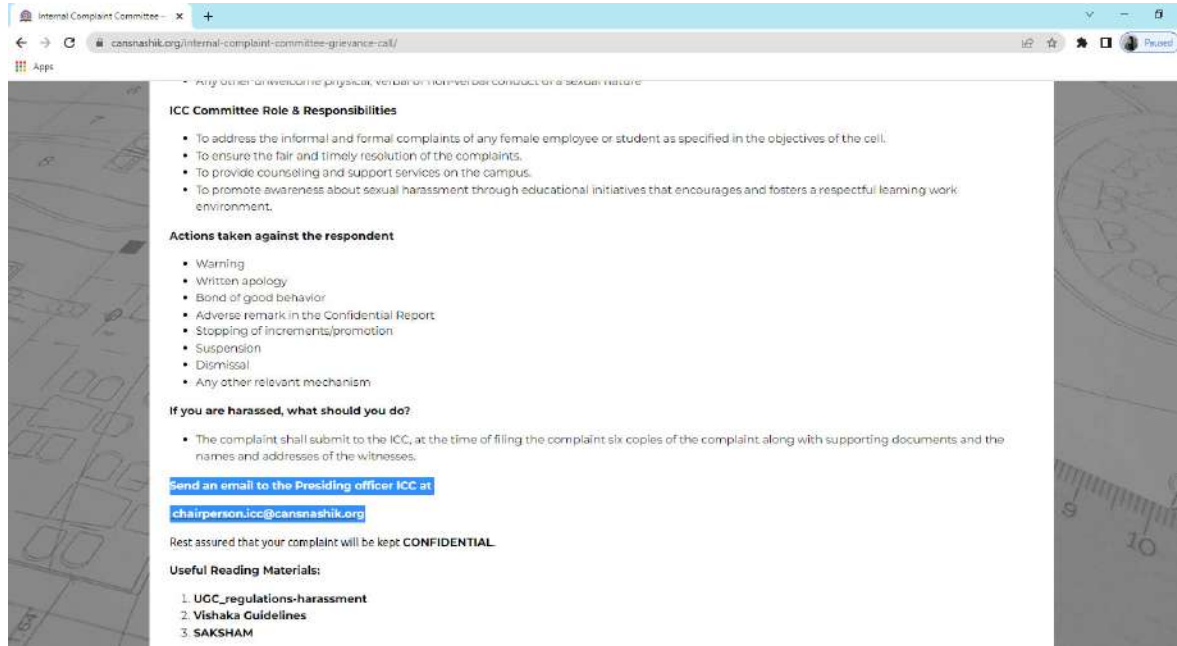 Internal Complaint Committee –
cansnashik.org/internal-complaint-committee-grievance-call/
Paused
Apps
Any other unwelcome physical, verbal or non-verbal conduct of a sexual nature
ICC Committee Role & Responsibilities
To address the informal and formal complaints of any female employee or student as specified in the objectives of the cell.
To ensure the fair and timely resolution of the complaints.
To provide counseling and support services on the campus.
To promote awareness about sexual harassment through educational initiatives that encourages and fosters a respectful learning work
environment.
Actions taken against the respondent
Warning
Written apology
Bond of good behavior
Adverse remark in the Confidential Report
Stopping of increments/promotion
Suspension
Dismissal
Any other relevant mechanism
If you are harassed, what should you do?
The complaint shall submit to the ICC, at the time of filing the complaint six copies of the complaint along with supporting documents and the
names and addresses of the witnesses.
Send an email to the Presiding officer ICC at
chairperson.icc@cansnashik.org
Rest assured that your complaint will be kept CONFIDENTIAL.
Useful Reading Materials:
1. UGC_regulations-harassment
2. Vishaka Guidelines
3. SAKSHAM
9
10